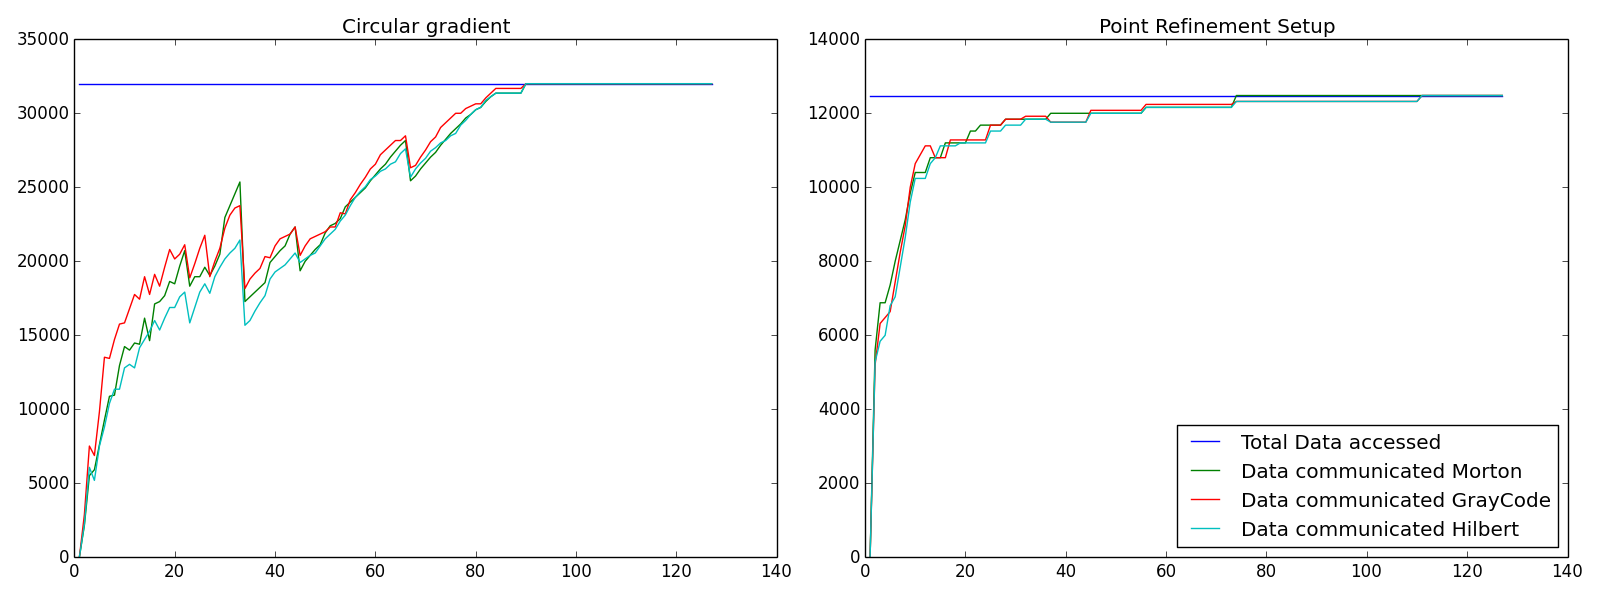 Circular gradient
35000
30000
25000
20000
15000
10000
5000
0
0 20 40 60 80 100 120 140
Point Refinement Setup
14000
12000
10000
8000
6000
4000
2000
0
0 20 40 60 80 100 120 140
Total Data accessed
Data communicated Morton
Data communicated GrayCode
Data communicated Hilbert